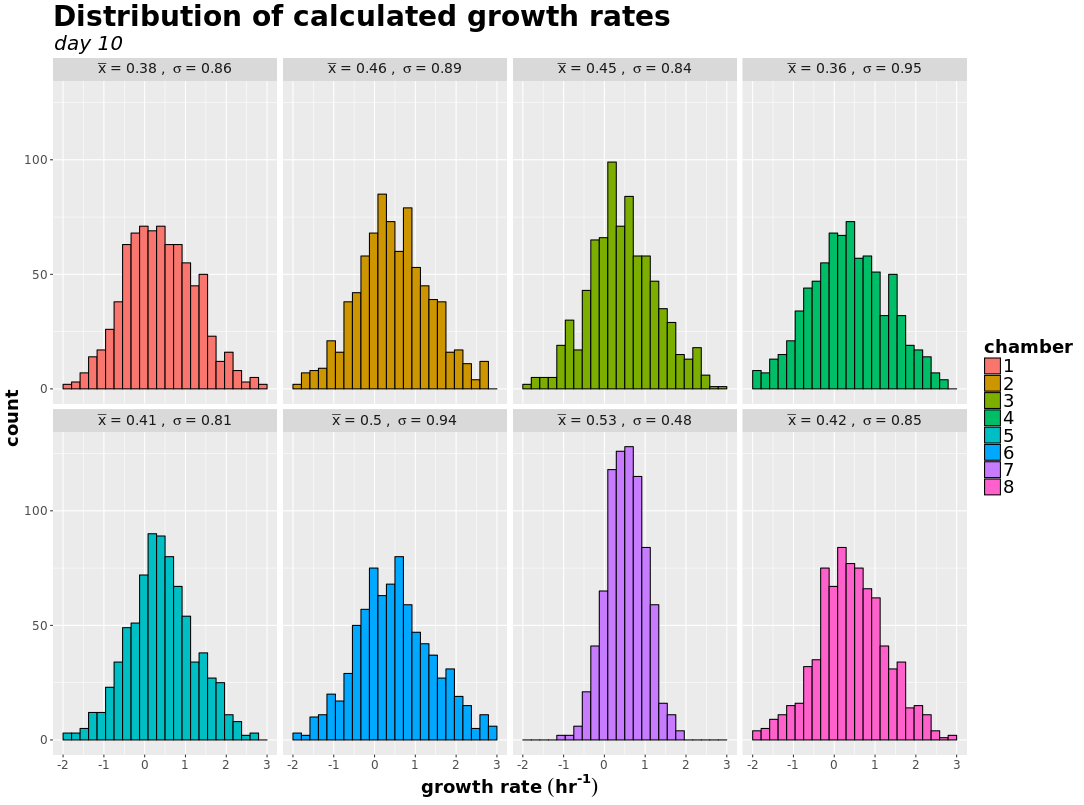 Distribution of calculated growth rates
day 10
x̅ = 0.38 , σ = 0.86
x̅ = 0.46 , σ = 0.89
x̅ = 0.45 , σ = 0.84
x̅ = 0.36 , σ = 0.95
100
50
0
x̅ = 0.41 , σ = 0.81
x̅ = 0.5 , σ = 0.94
x̅ = 0.53 , σ = 0.48
x̅ = 0.42 , σ = 0.85
100
50
0
-2 -1 0 1 2 3
-2 -1 0 1 2 3
-2 -1 0 1 2 3
-2 -1 0 1 2 3
count
growth rate (hr⁻¹)
chamber
1
2
3
4
5
6
7
8